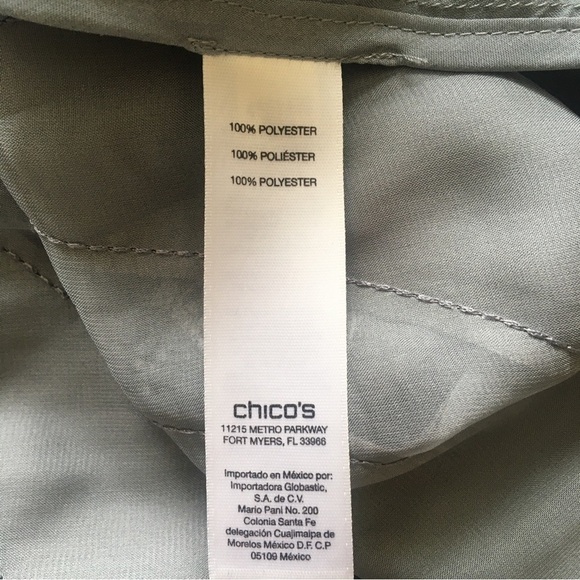 100% POLYESTER
100% POLIÉSTER
100% POLYESTER
chico's
11215 METRO PARKWAY
FORT MYERS, FL 33966
Importado en México por:
Importadora Globastic,
S.A. de C.V.
Mario Pani No. 200
Colonia Santa Fe
delegación Cuajimalpa de
Morelos México D.F. C.P
05109 México